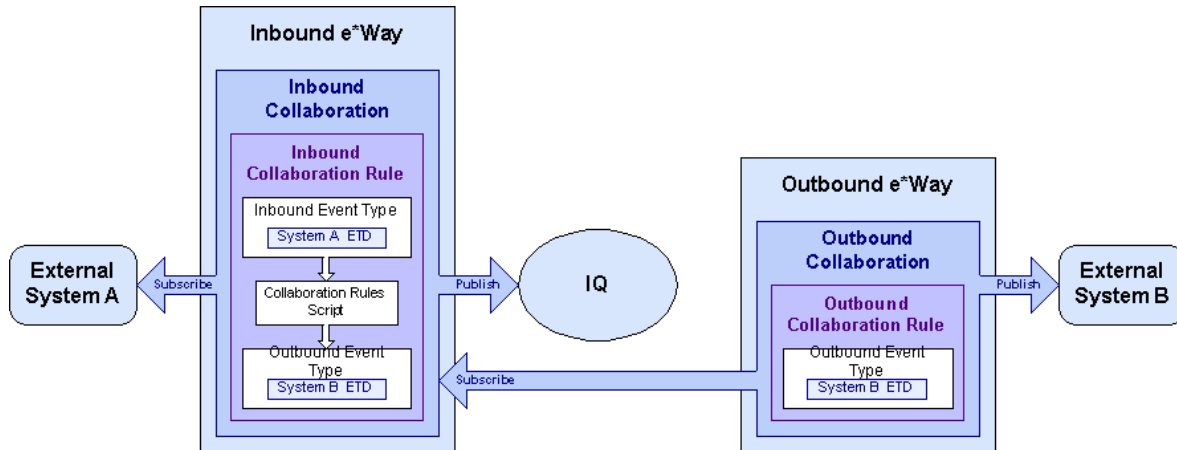 Inbound e*Way
Inbound
Collaboration
Inbound
Collaboration Rule
Inbound Event Type
System A ETD
Collaboration Rules
Script
Outbound Event
Type
System B ETD
External
System A
Subscribe
Publish
IQ
Subscribe
Outbound e*Way
Outbound
Collaboration
Outbound
Collaboration Rule
Outbound Event
Type
System B ETD
Publish
External
System B